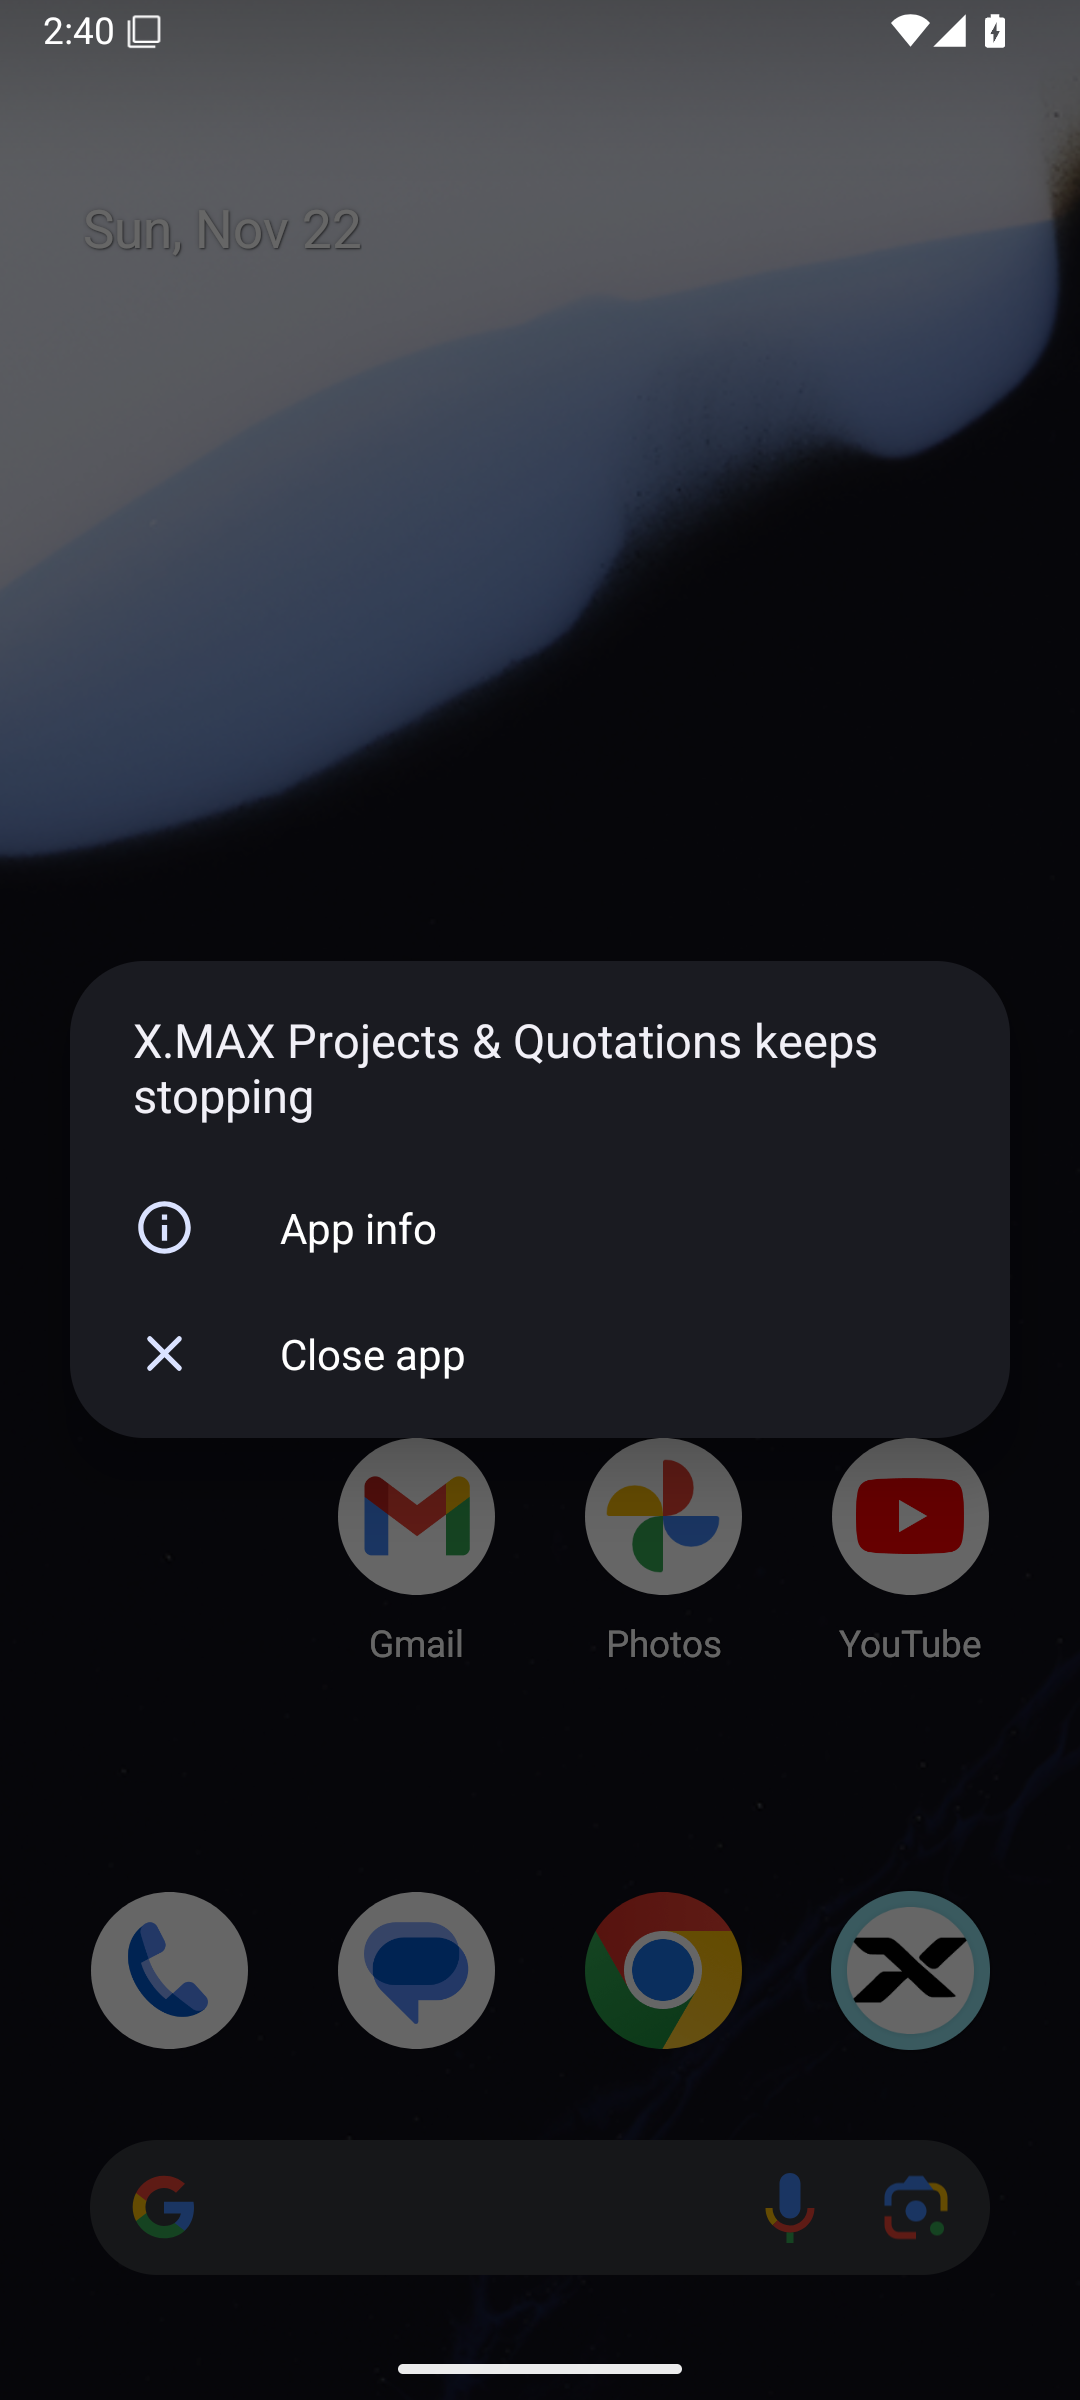 2:40
Sun, Nov 22
X.MAX Projects & Quotations keeps
stopping
App info
Close app
Gmail
Photos
YouTube